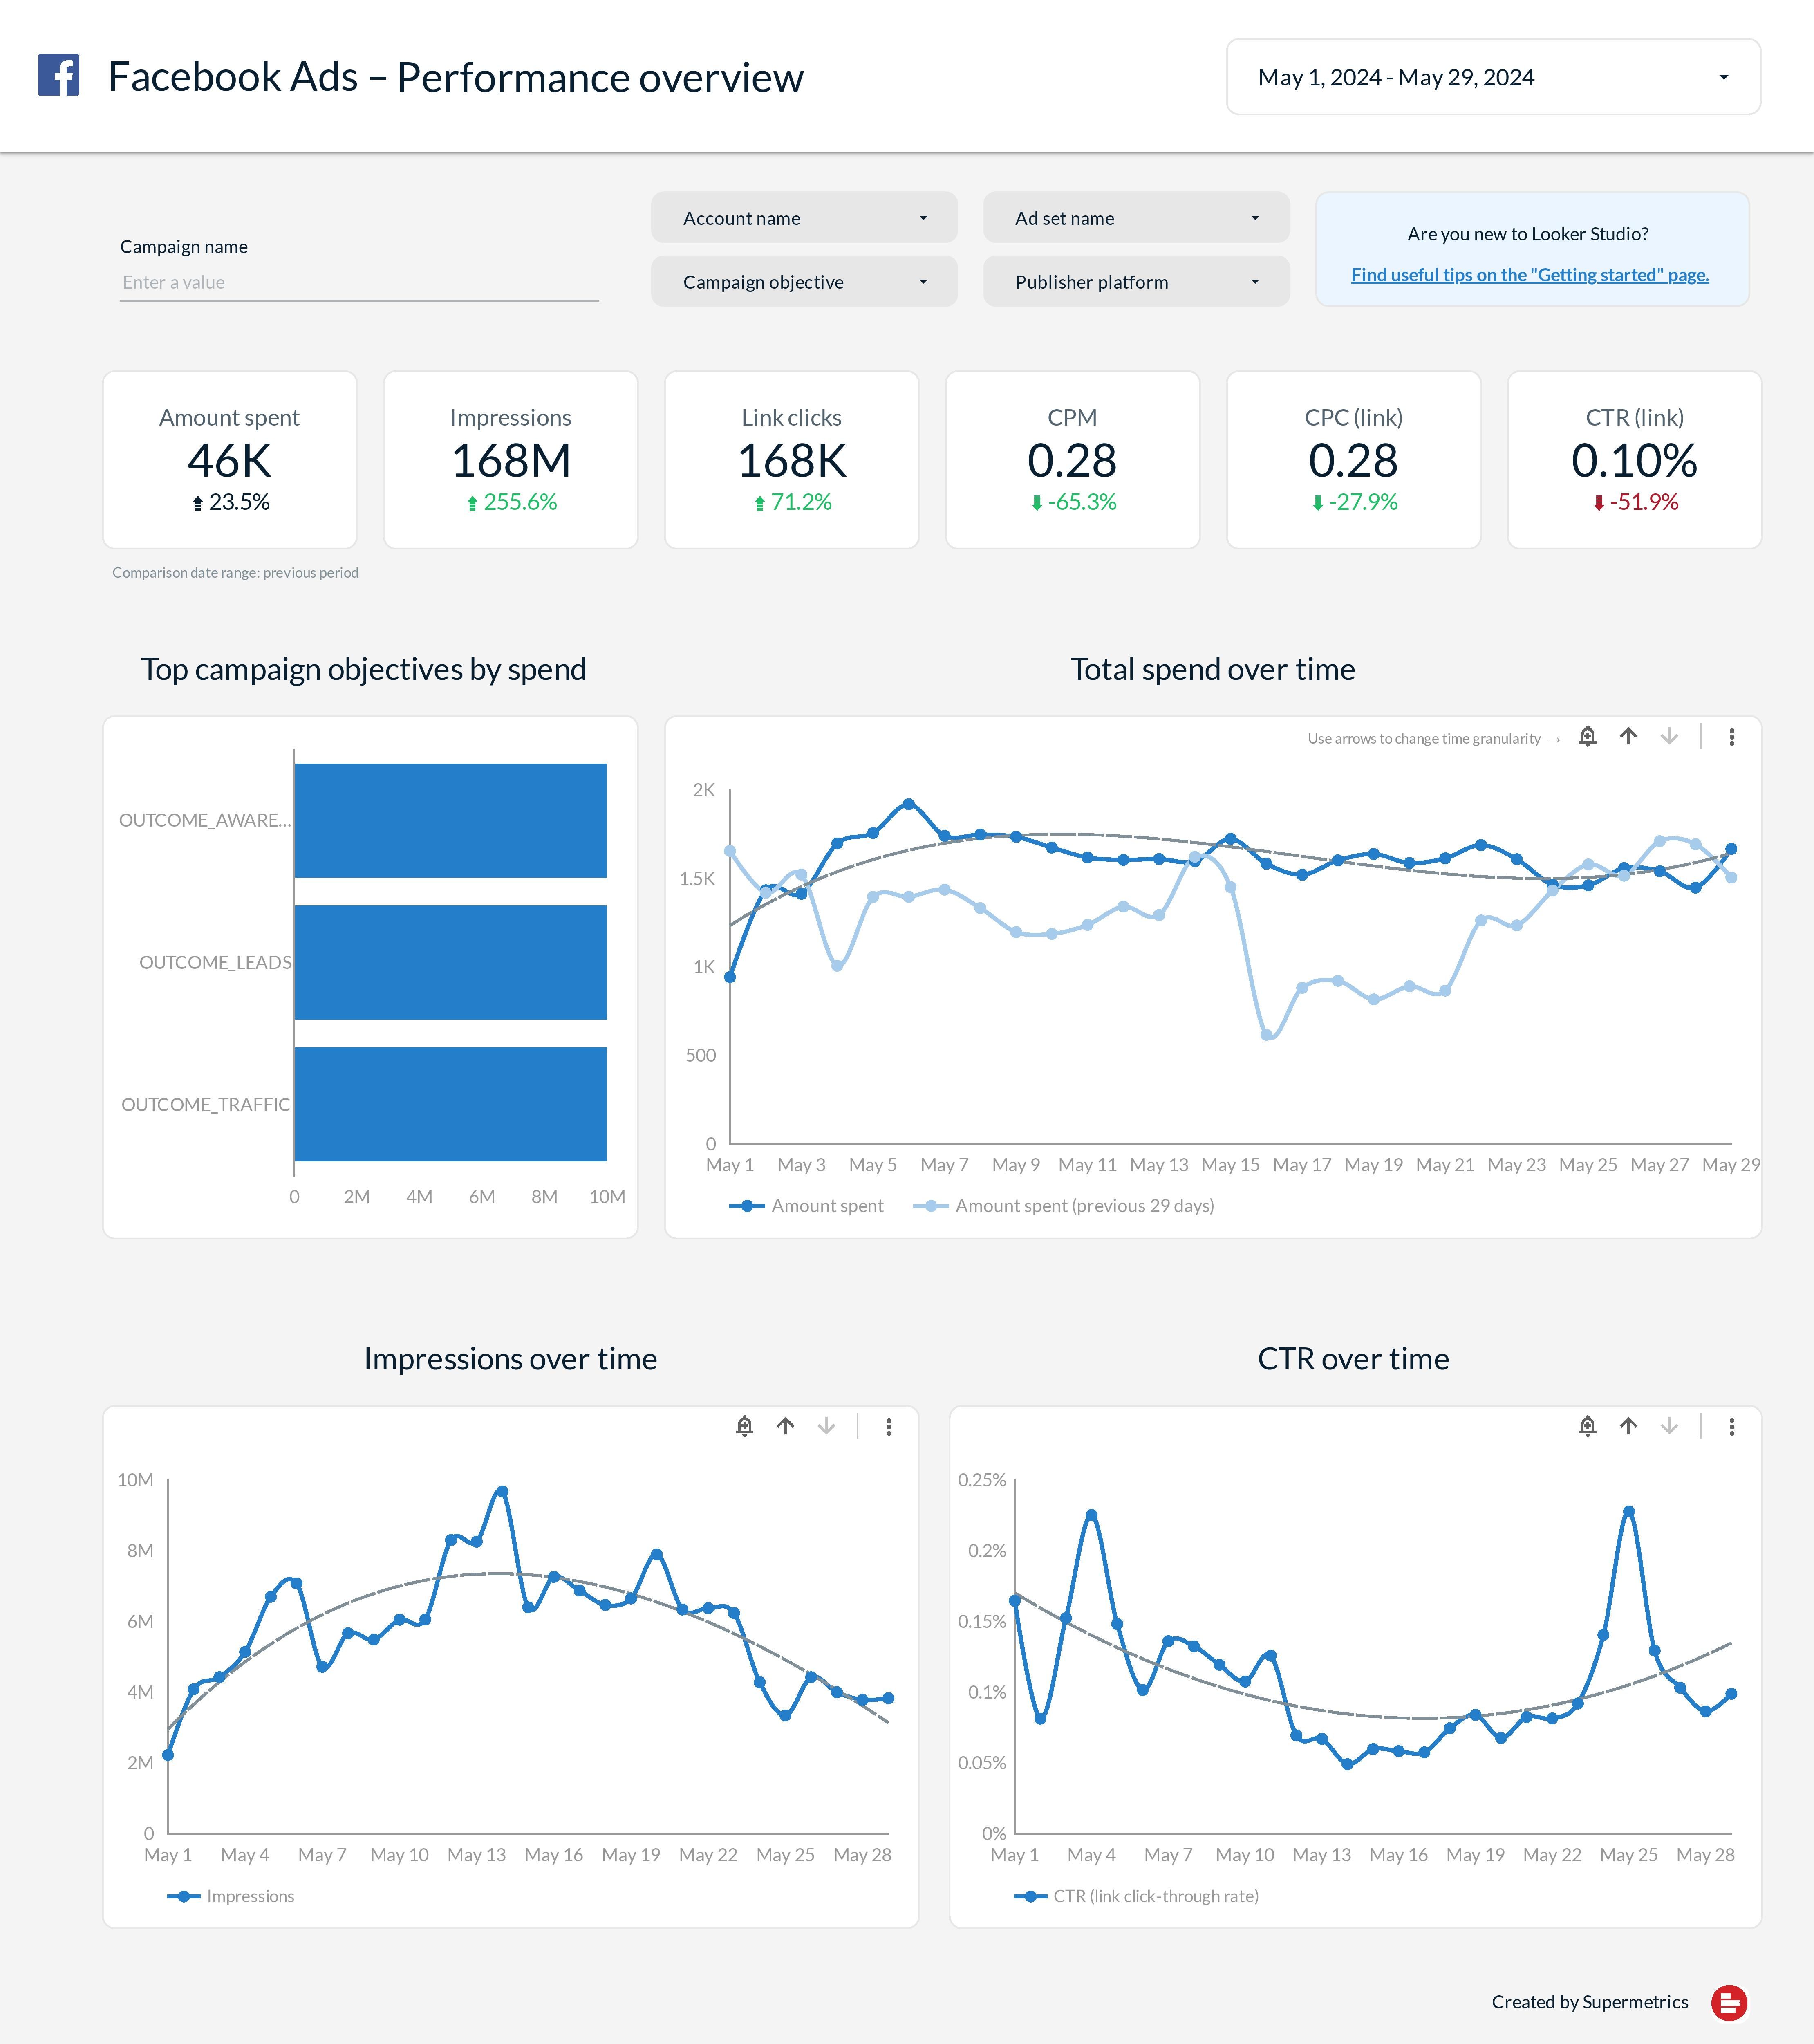 Facebook Ads – Performance overview
May 1, 2024 - May 29, 2024
Campaign name
Enter a value
Account name
Ad set name
Campaign objective
Publisher platform
Are you new to Looker Studio?
Find useful tips on the "Getting started" page.
Amount spent
46K
23.5%
Impressions
168M
255.6%
Link clicks
168K
71.2%
CPM
0.28
-65.3%
CPC (link)
0.28
-27.9%
CTR (link)
0.10%
-51.9%
Comparison date range: previous period
Top campaign objectives by spend
OUTCOME_AWARE...
OUTCOME_LEADS
OUTCOME_TRAFFIC
0 2M 4M 6M 8M 10M
Total spend over time
Use arrows to change time granularity →
2K
1.5K
1K
500
0
May 1 May 3 May 5 May 7 May 9 May 11 May 13 May 15 May 17 May 19 May 21 May 23 May 25 May 27 May 29
Amount spent Amount spent (previous 29 days)
Impressions over time
10M
8M
6M
4M
2M
0
May 1 May 4 May 7 May 10 May 13 May 16 May 19 May 22 May 25 May 28
Impressions
CTR over time
0.25%
0.2%
0.15%
0.1%
0.05%
0%
May 1 May 4 May 7 May 10 May 13 May 16 May 19 May 22 May 25 May 28
CTR (link click-through rate)
Created by Supermetrics